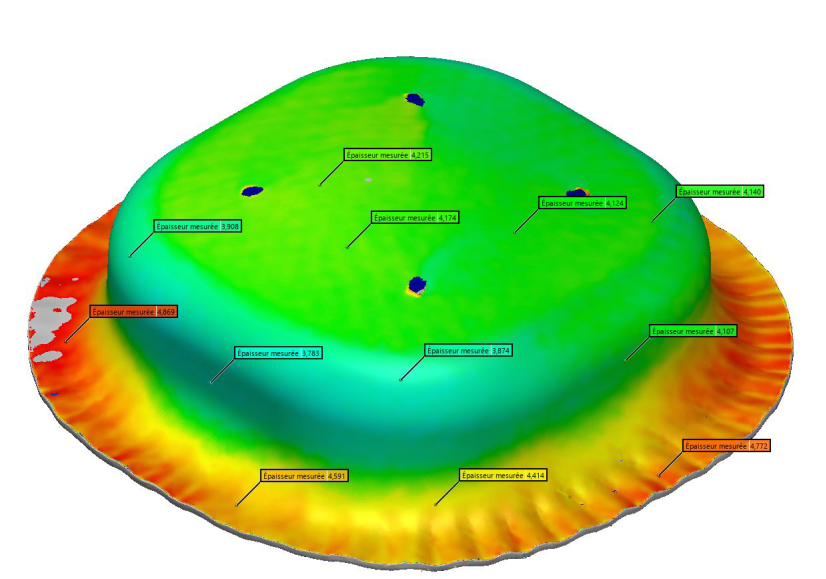 Épaisseur mesurée 4,215
Épaisseur mesurée 4,140
Épaisseur mesurée 4,124
Épaisseur mesurée 4,174
Épaisseur mesurée 3,908
Épaisseur mesurée 4,869
Épaisseur mesurée 4,107
Épaisseur mesurée 3,783
Épaisseur mesurée 3,874
Épaisseur mesurée 4,772
Épaisseur mesurée 4,591
Épaisseur mesurée 4,414